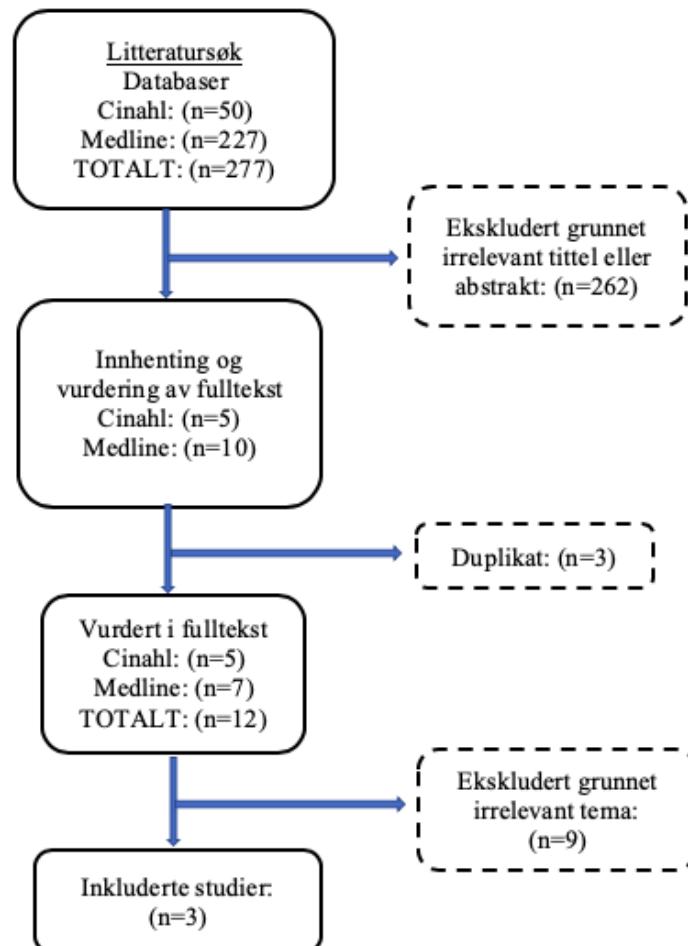 Litteratursøk
Databaser
Cinahl: (n=50)
Medline: (n=227)
TOTALT: (n=277)
Ekskludert grunnet
irrelevant tittel eller
abstrakt: (n=262)
Innhenting og
vurdering av fulltekst
Cinahl: (n=5)
Medline: (n=10)
Duplikat: (n=3)
Vurdert i fulltekst
Cinahl: (n=5)
Medline: (n=7)
TOTALT: (n=12)
Ekskludert grunnet
irrelevant tema:
(n=9)
Inkluderte studier:
(n=3)